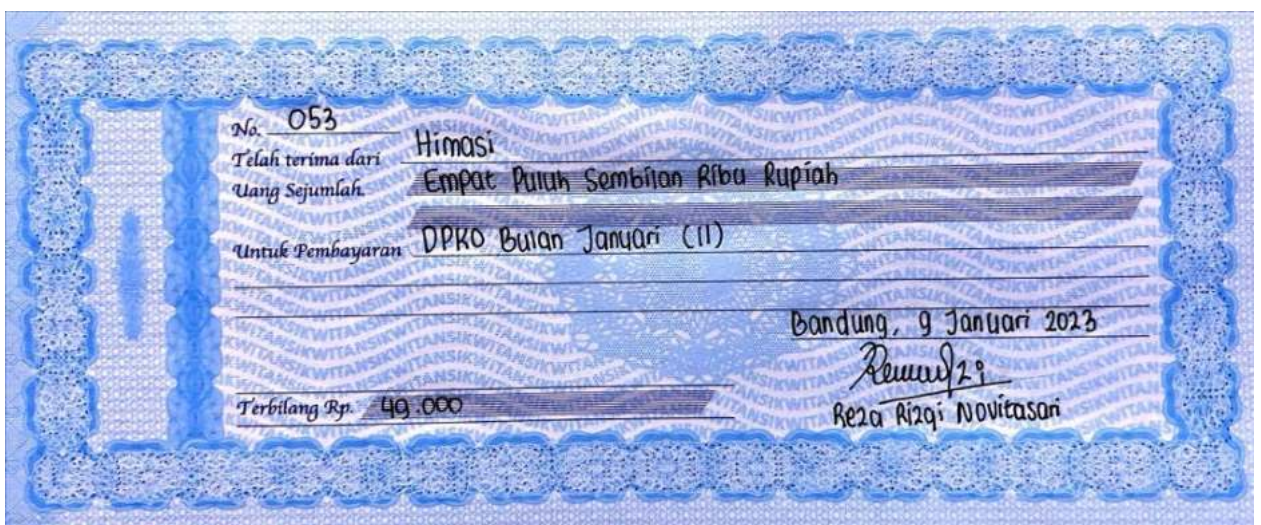 No. 053
Telah terima dari Himasi
Uang Sejumlah Empat Puluh Sembilan Ribu Rupiah
Untuk Pembayaran DPKO Bulan Januari (II)
Bandung, 9 Januari 2023
Terbilang Rp. 49.000
Reza Rizqi Novitasari